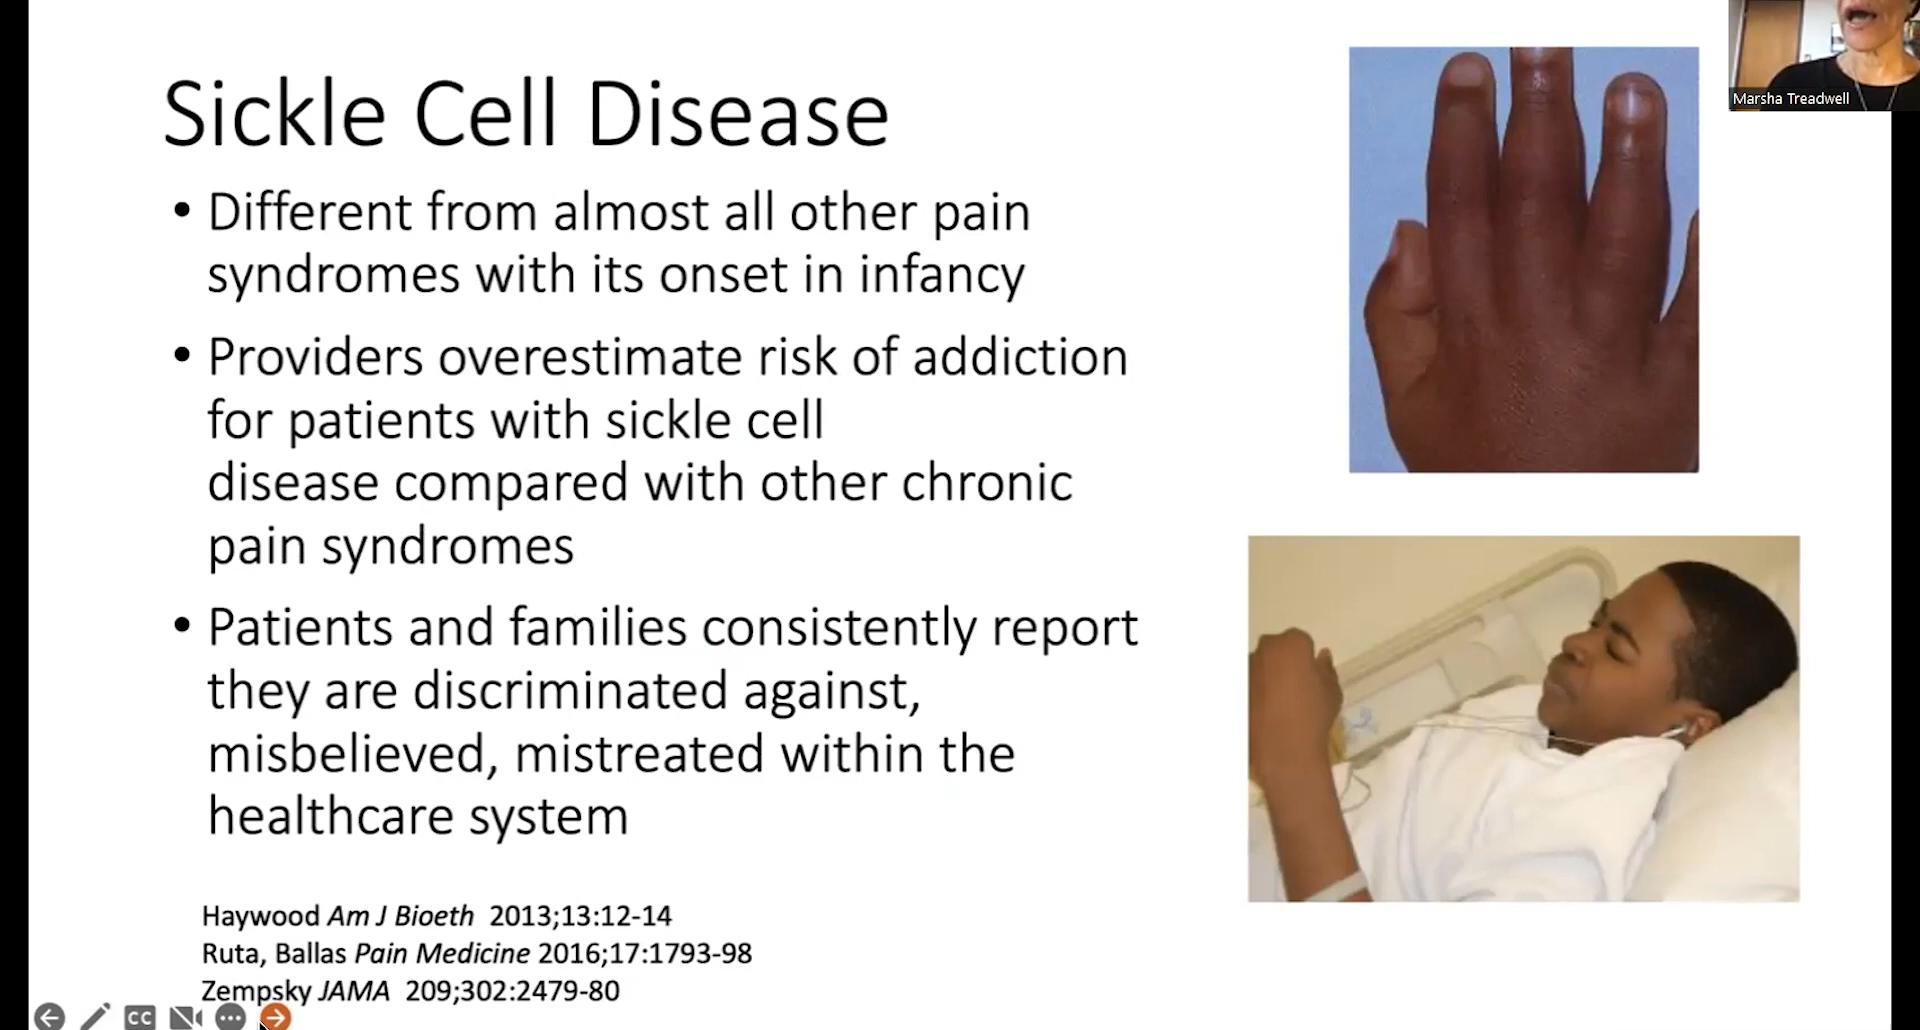 Sickle Cell Disease
• Different from almost all other pain
syndromes with its onset in infancy
• Providers overestimate risk of addiction
for patients with sickle cell
disease compared with other chronic
pain syndromes
• Patients and families consistently report
they are discriminated against,
misbelieved, mistreated within the
healthcare system
Haywood Am J Bioeth 2013;13:12-14
Ruta, Ballas Pain Medicine 2016;17:1793-98
Zempsky JAMA 209;302:2479-80
Marsha Treadwell
CC